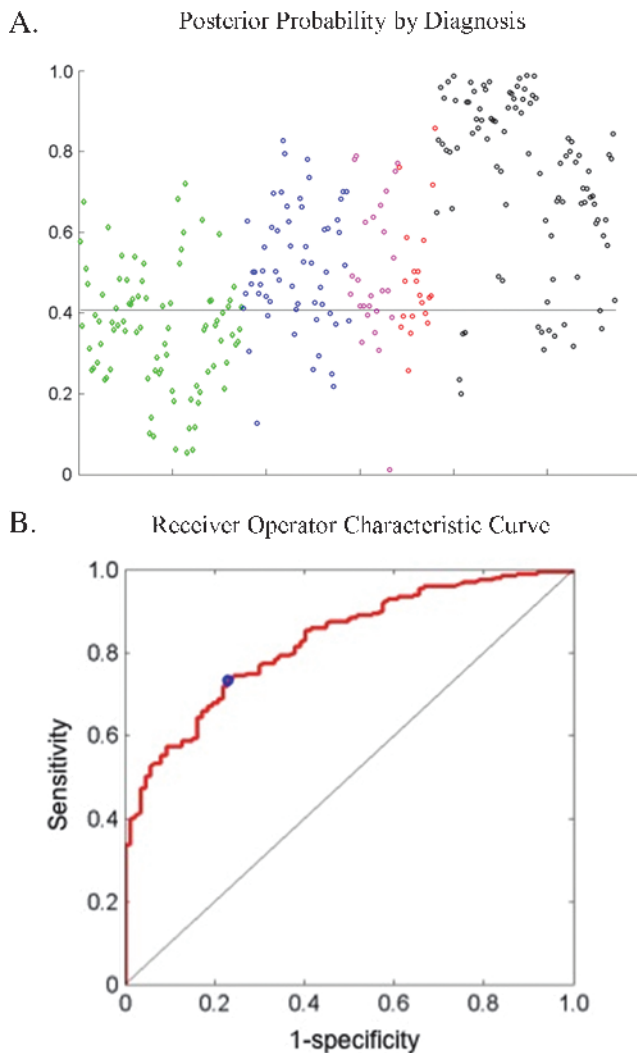 A.
Posterior Probability by Diagnosis
1.0
0.8
0.6
0.4
0.2
0
B.
Receiver Operator Characteristic Curve
1.0
0.8
0.6
0.4
0.2
0
Sensitivity
0 0.2 0.4 0.6 0.8 1.0
1-specificity